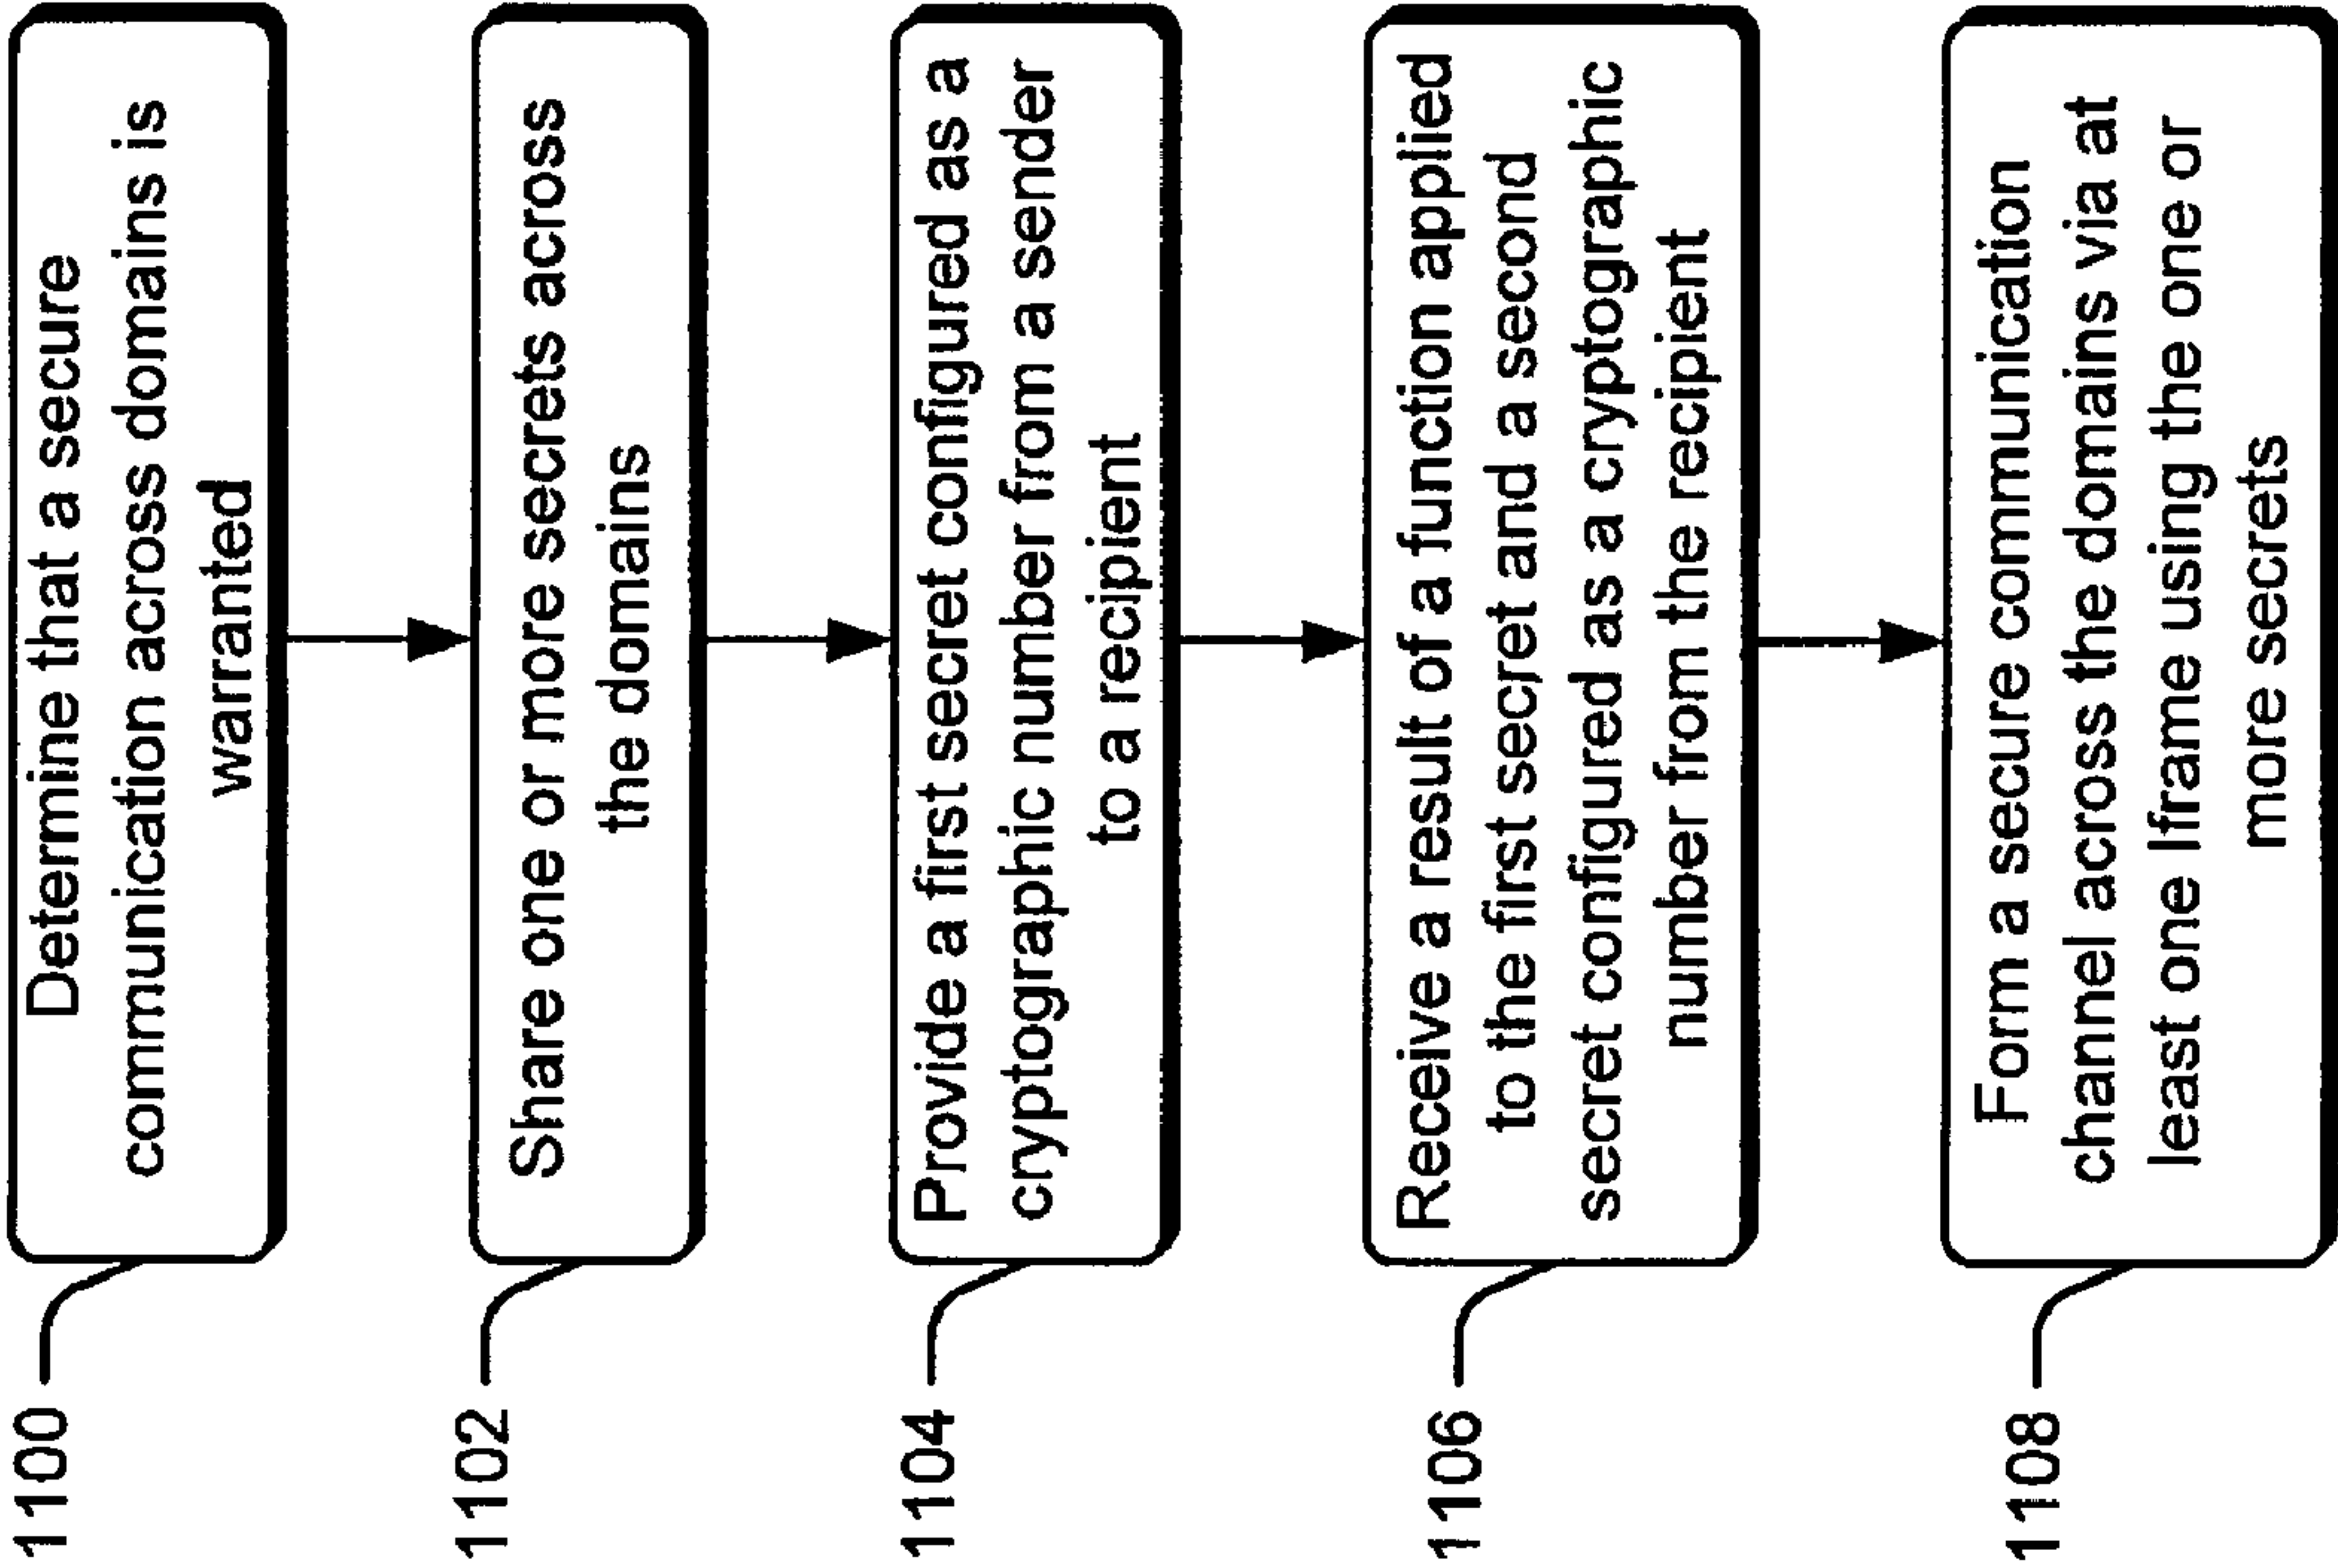 1100
Determine that a secure
communication across domains is
warranted
1102
Share one or more secrets across
the domains
1104
Provide a first secret configured as a
cryptographic number from a sender
to a recipient
1106
Receive a result of a function applied
to the first secret and a second
secret configured as a cryptographic
number from the recipient
1108
Form a secure communication
channel across the domains via at
least one Iframe using the one or
more secrets